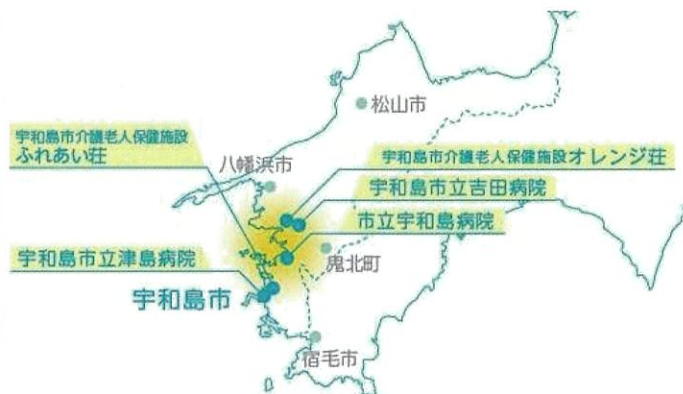 松山市
宇和島市介護老人保健施設
ふれあい荘
八幡浜市
宇和島市介護老人保健施設オレンジ荘
宇和島市立吉田病院
市立宇和島病院
鬼北町
宇和島市立津島病院
宇和島市
宿毛市